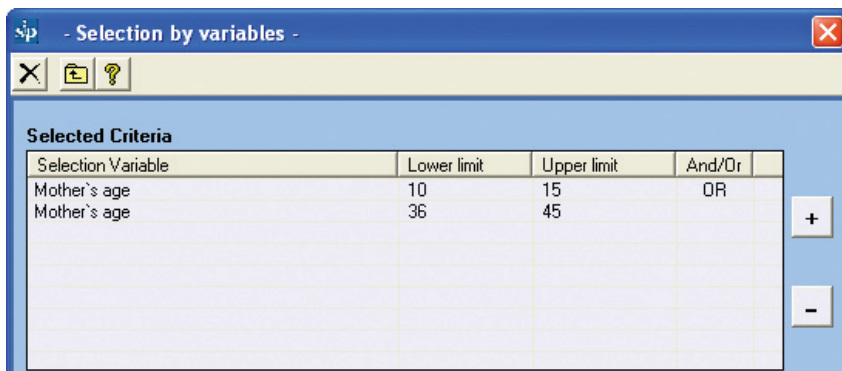 sip - Selection by variables -
Selected Criteria
Selection Variable Lower limit Upper limit And/Or
Mother`s age 10 15 OR
Mother`s age 36 45
+
-